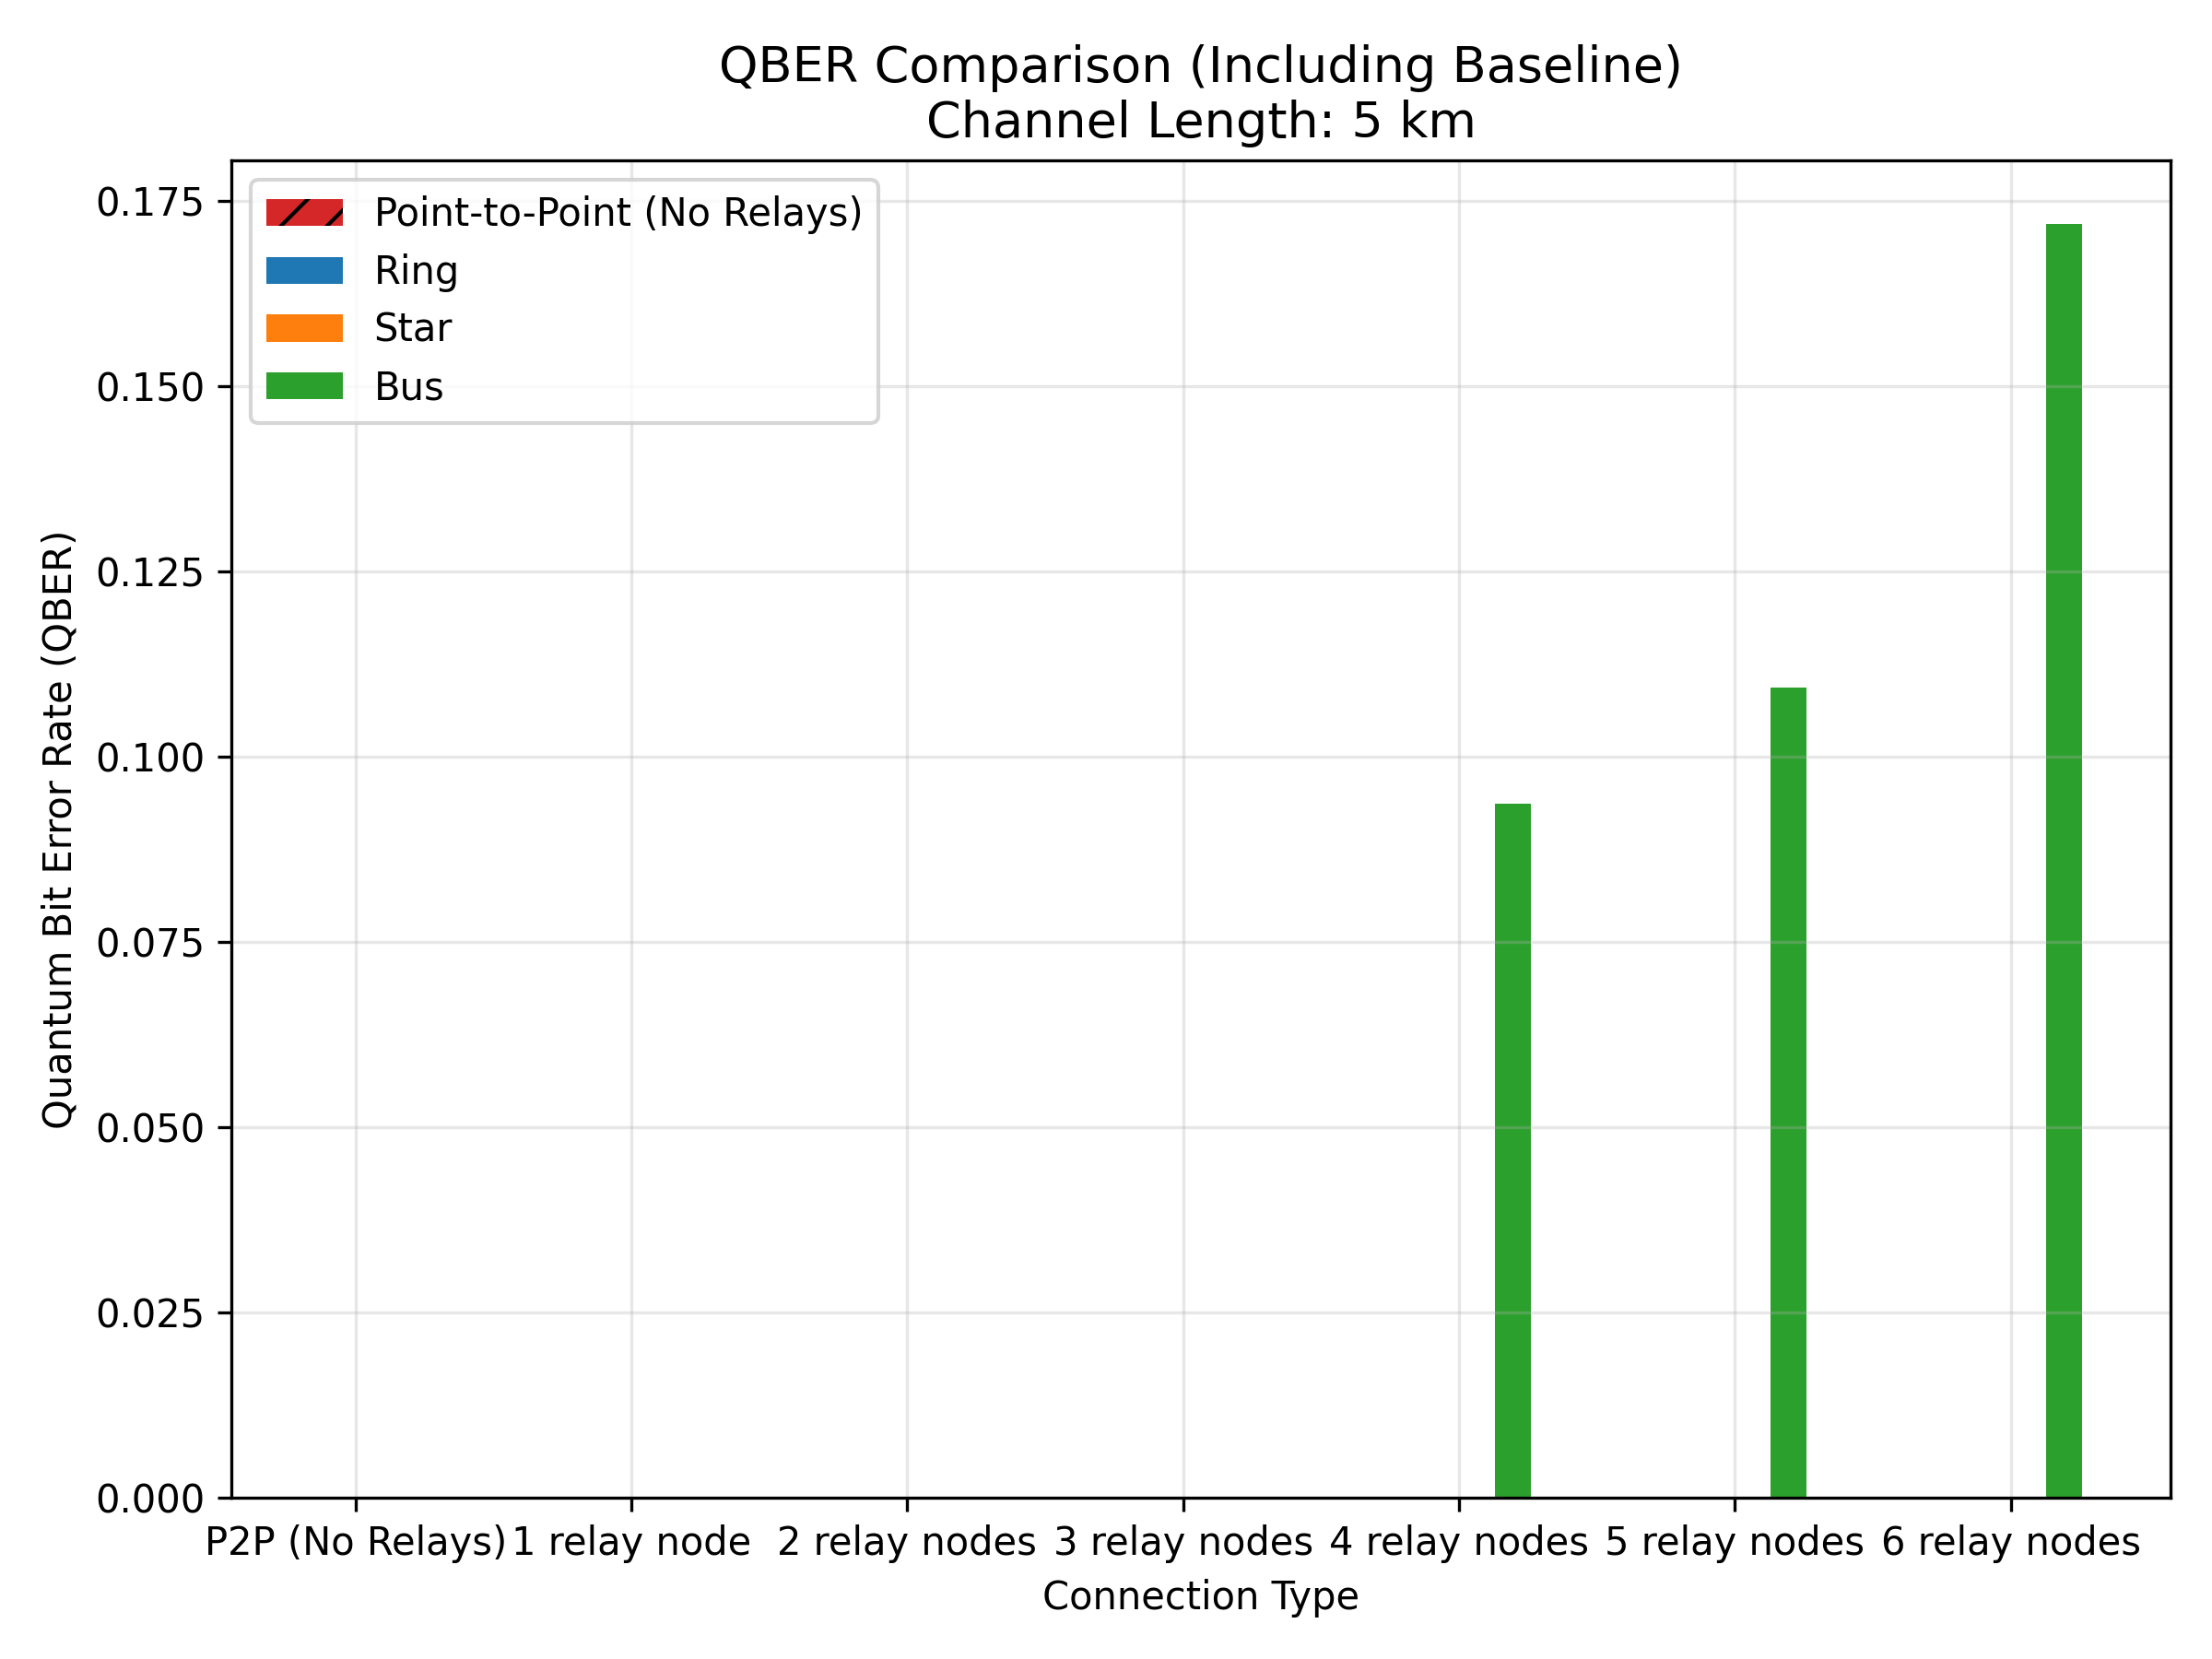 QBER Comparison (Including Baseline)
Channel Length: 5 km
Point-to-Point (No Relays)
Ring
Star
Bus
Quantum Bit Error Rate (QBER)
0.175
0.150
0.125
0.100
0.075
0.050
0.025
0.000
P2P (No Relays) 1 relay node 2 relay nodes 3 relay nodes 4 relay nodes 5 relay nodes 6 relay nodes
Connection Type